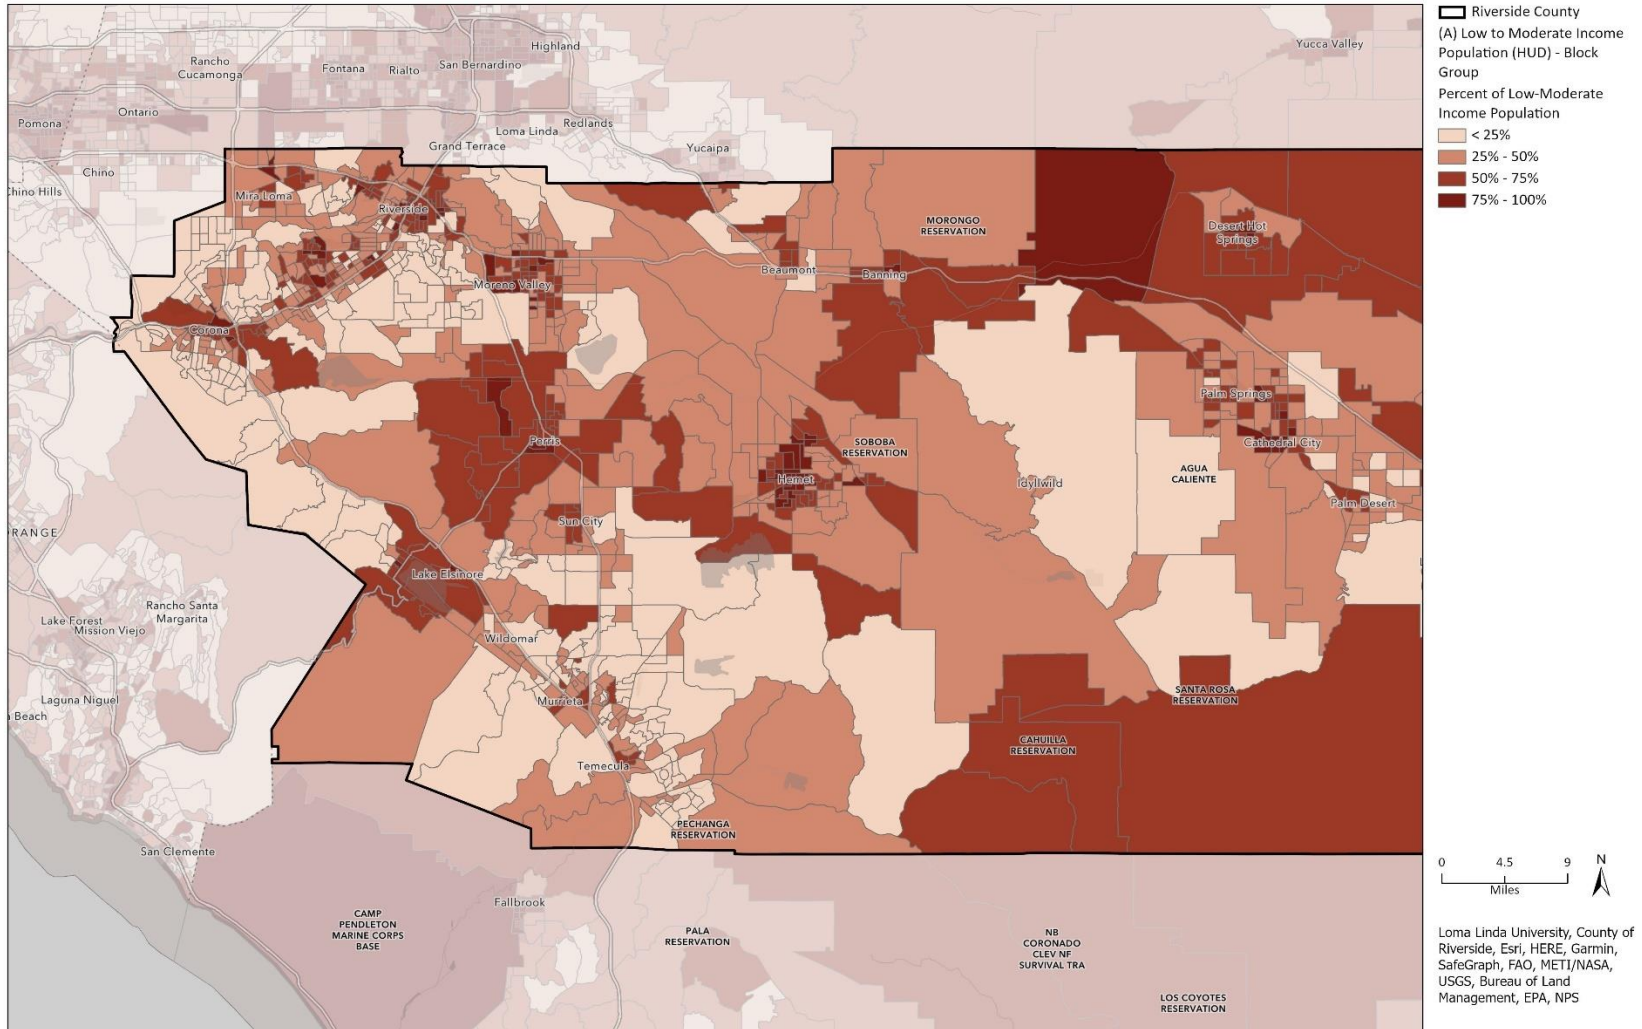 Highland
Yucca Valley
Rancho
Cucamonga
Fontana
Rialto
San Bernardino
Ontario
Pomona
Redlands
Loma Linda
Grand Terrace
Yucaipa
Chino
Chino Hills
Mira Loma
Riverside
MORONGO
RESERVATION
Desert Hot
Springs
Beaumont
Banning
Moreno Valley
Corona
Palm Springs
Perris
SOBOBA
RESERVATION
Cathedral City
Hemet
AGUA
CALIENTE
Idyllwild
Palm Desert
Sun City
RANGE
Lake Elsinore
Rancho Santa
Margarita
Lake Forest
Mission Viejo
Wildomar
Laguna Niguel
a Beach
Murrieta
SANTA ROSA
RESERVATION
CAHUILLA
RESERVATION
Temecula
PECHANGA
RESERVATION
San Clemente
Fallbrook
CAMP
PENDLETON
MARINE CORPS
BASE
PALA
RESERVATION
NB
CORONADO
CLEV NF
SURVIVAL TRA
LOS COYOTES
RESERVATION
Riverside County
(A) Low to Moderate Income
Population (HUD) - Block
Group
Percent of Low-Moderate
Income Population
< 25%
25% - 50%
50% - 75%
75% - 100%
0 4.5 9
Miles
N
Loma Linda University, County of
Riverside, Esri, HERE, Garmin,
SafeGraph, FAO, METI/NASA,
USGS, Bureau of Land
Management, EPA, NPS